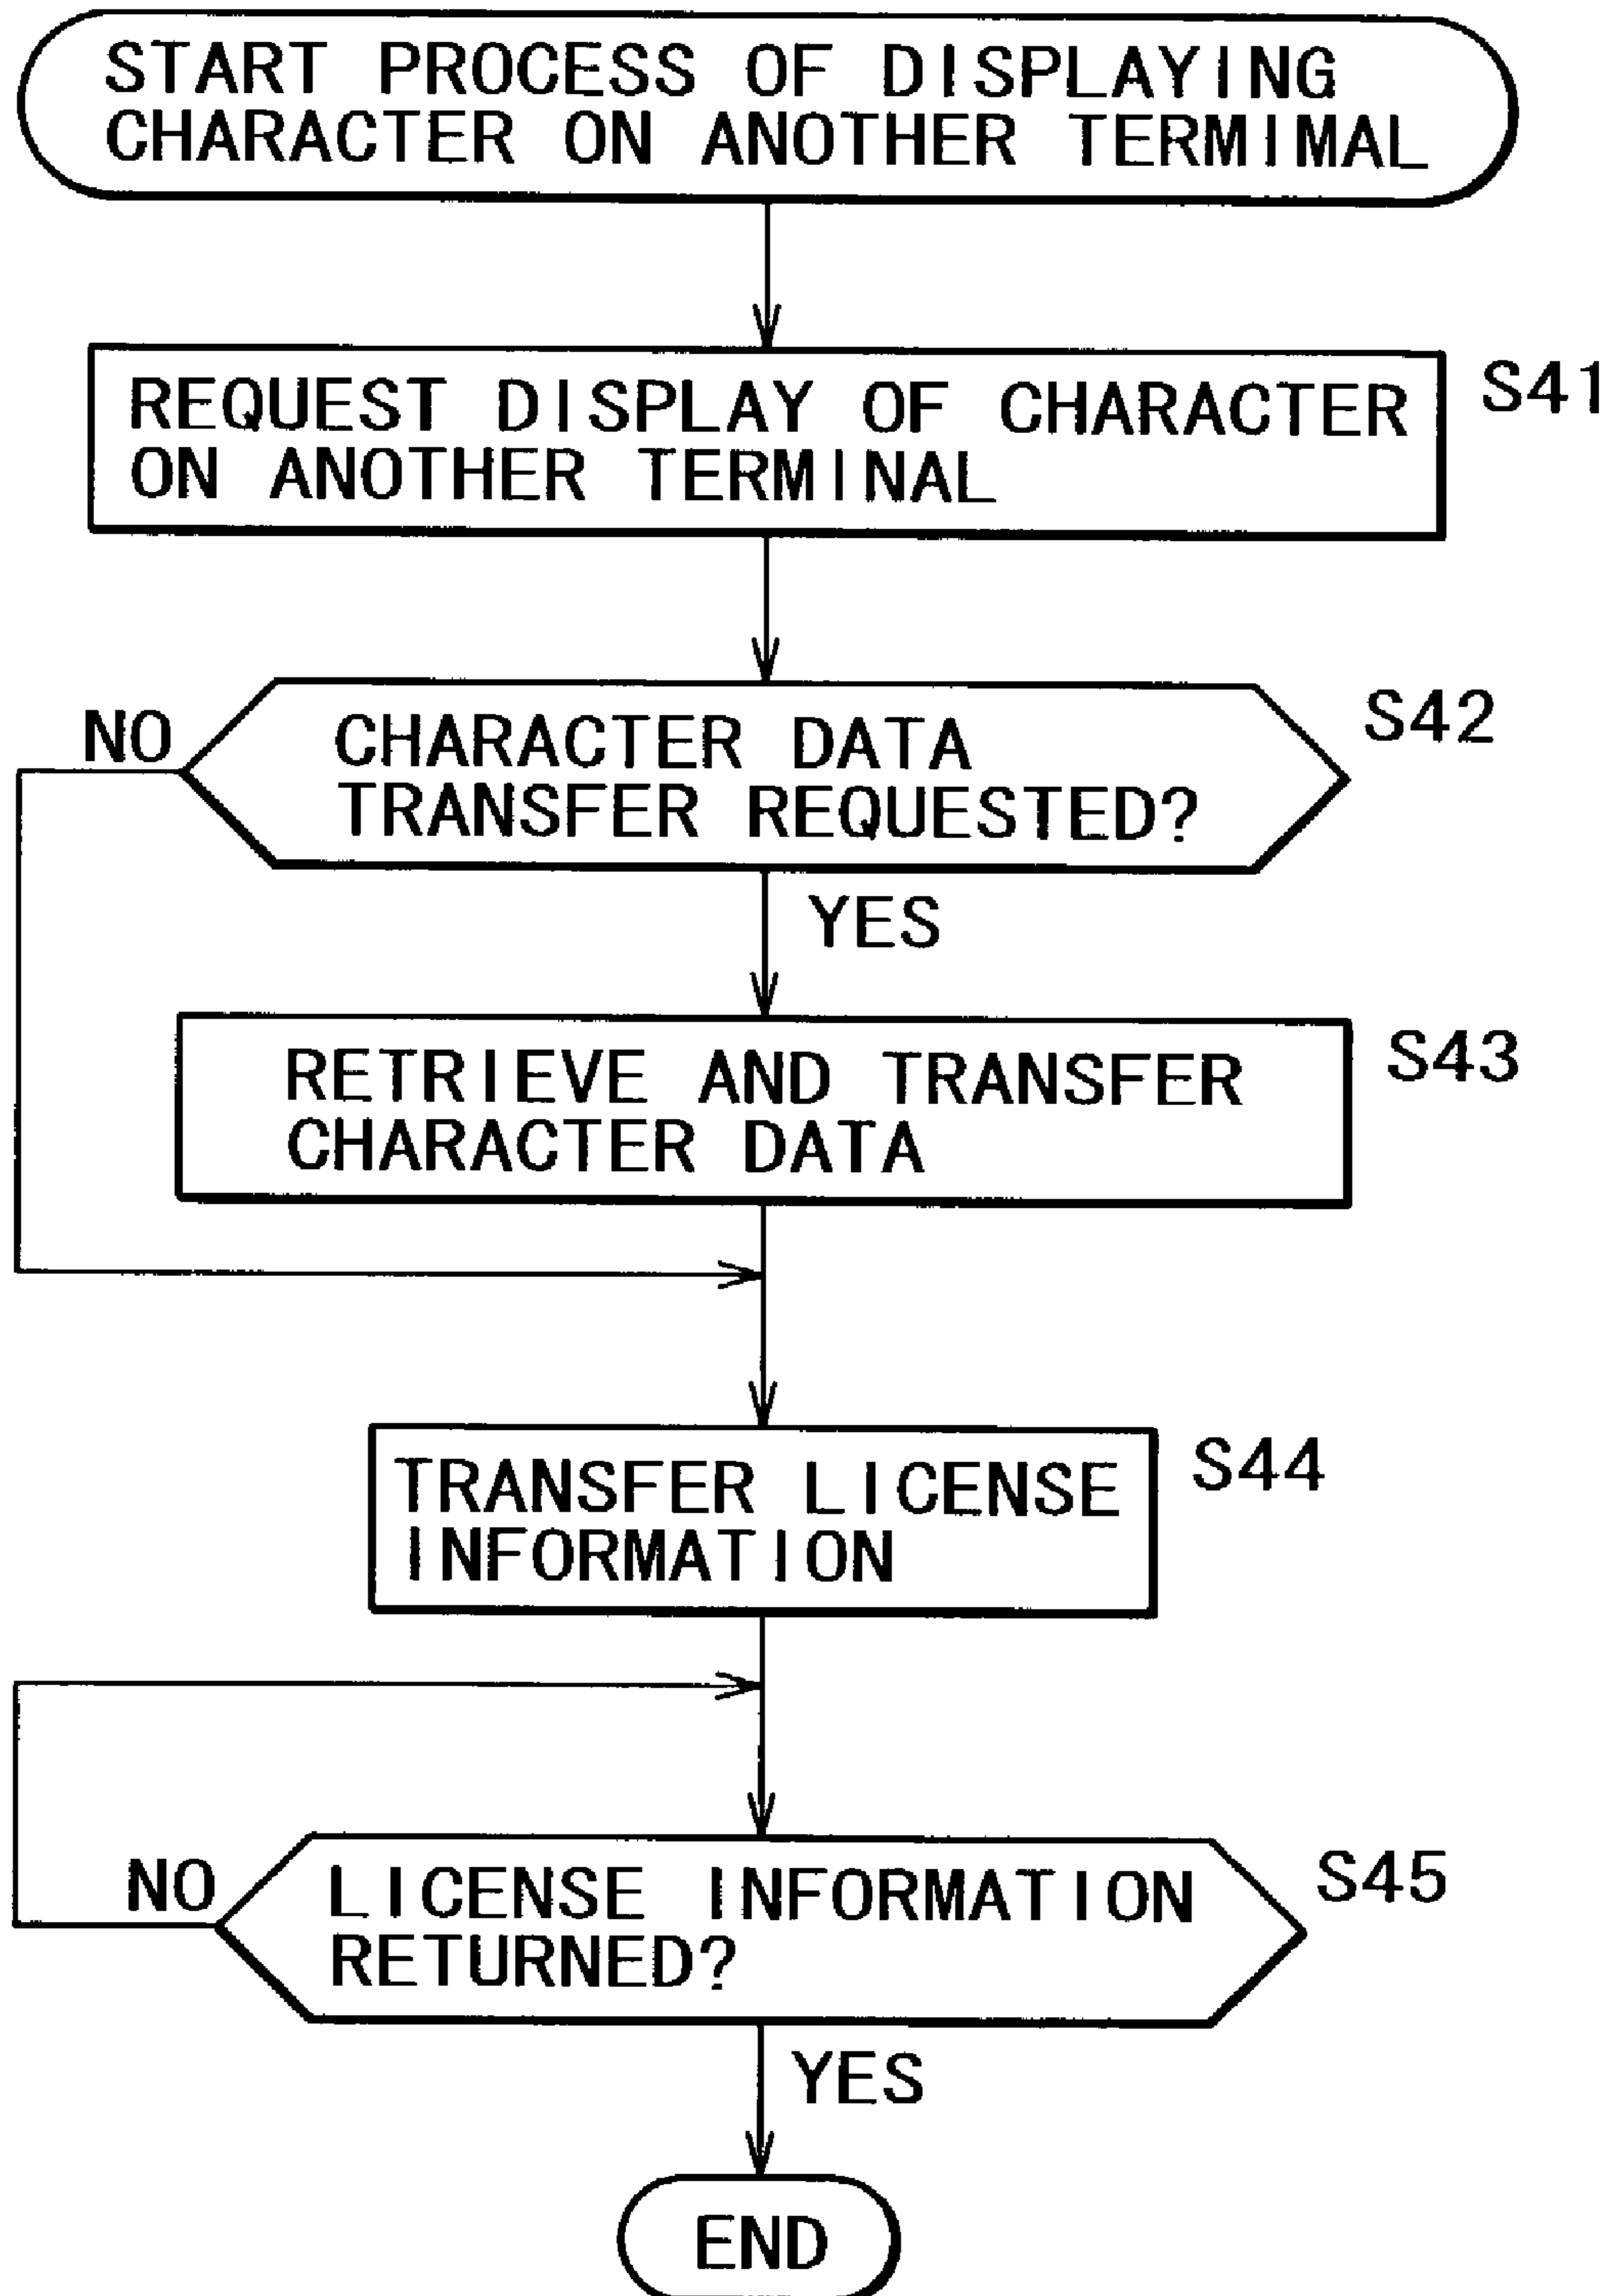 START PROCESS OF DISPLAYING
CHARACTER ON ANOTHER TERMIMAL
REQUEST DISPLAY OF CHARACTER
ON ANOTHER TERMINAL
S41
NO
CHARACTER DATA
TRANSFER REQUESTED?
S42
YES
RETRIEVE AND TRANSFER
CHARACTER DATA
S43
TRANSFER LICENSE
INFORMATION
S44
NO
LICENSE INFORMATION
RETURNED?
S45
YES
END